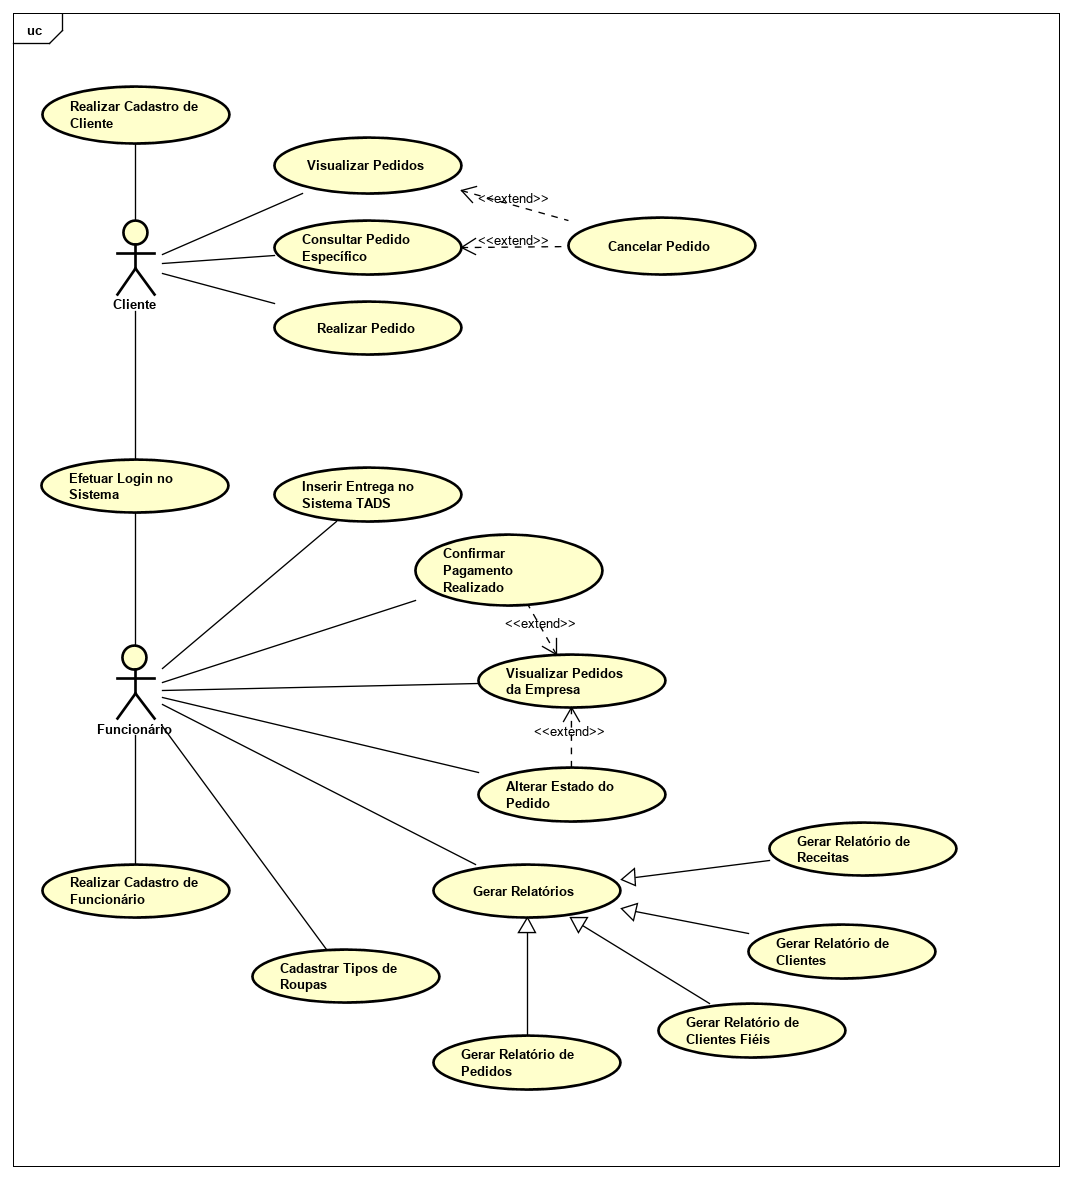 uc
Realizar Cadastro de
Cliente
Visualizar Pedidos
<<extend>>
Consultar Pedido
Específico
<<extend>>
Cancelar Pedido
Cliente
Realizar Pedido
Efetuar Login no
Sistema
Inserir Entrega no
Sistema TADS
Confirmar
Pagamento
Realizado
<<extend>>
Visualizar Pedidos
da Empresa
Funcionário
<<extend>>
Alterar Estado do
Pedido
Gerar Relatório de
Receitas
Realizar Cadastro de
Funcionário
Gerar Relatórios
Gerar Relatório de
Clientes
Cadastrar Tipos de
Roupas
Gerar Relatório de
Clientes Fiéis
Gerar Relatório de
Pedidos